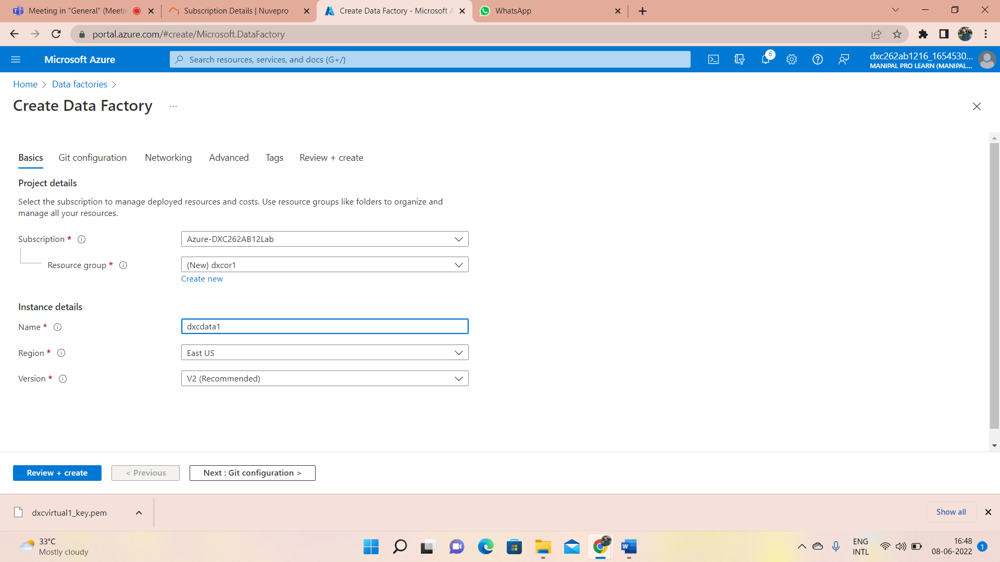 Meeting in "General" (Meetin
Subscription Details | Nuvepro
Create Data Factory - Microsoft A
WhatsApp
portal.azure.com/#create/Microsoft.DataFactory
Microsoft Azure
Search resources, services, and docs (G+/)
6
dxc262ab1216_1654530...
MANIPAL PRO LEARN (MANIPAL...
Home > Data factories >
Create Data Factory ...
Basics
Git configuration
Networking
Advanced
Tags
Review + create
Project details
Select the subscription to manage deployed resources and costs. Use resource groups like folders to organize and
manage all your resources.
Subscription *
Azure-DXC262AB12Lab
Resource group *
(New) dxcor1
Create new
Instance details
Name *
dxcdata1
Region *
East US
Version *
V2 (Recommended)
Review + create
< Previous
Next : Git configuration >
dxcvirtual1_key.pem
Show all
33°C
Mostly cloudy
ENG
INTL
16:48
08-06-2022
1